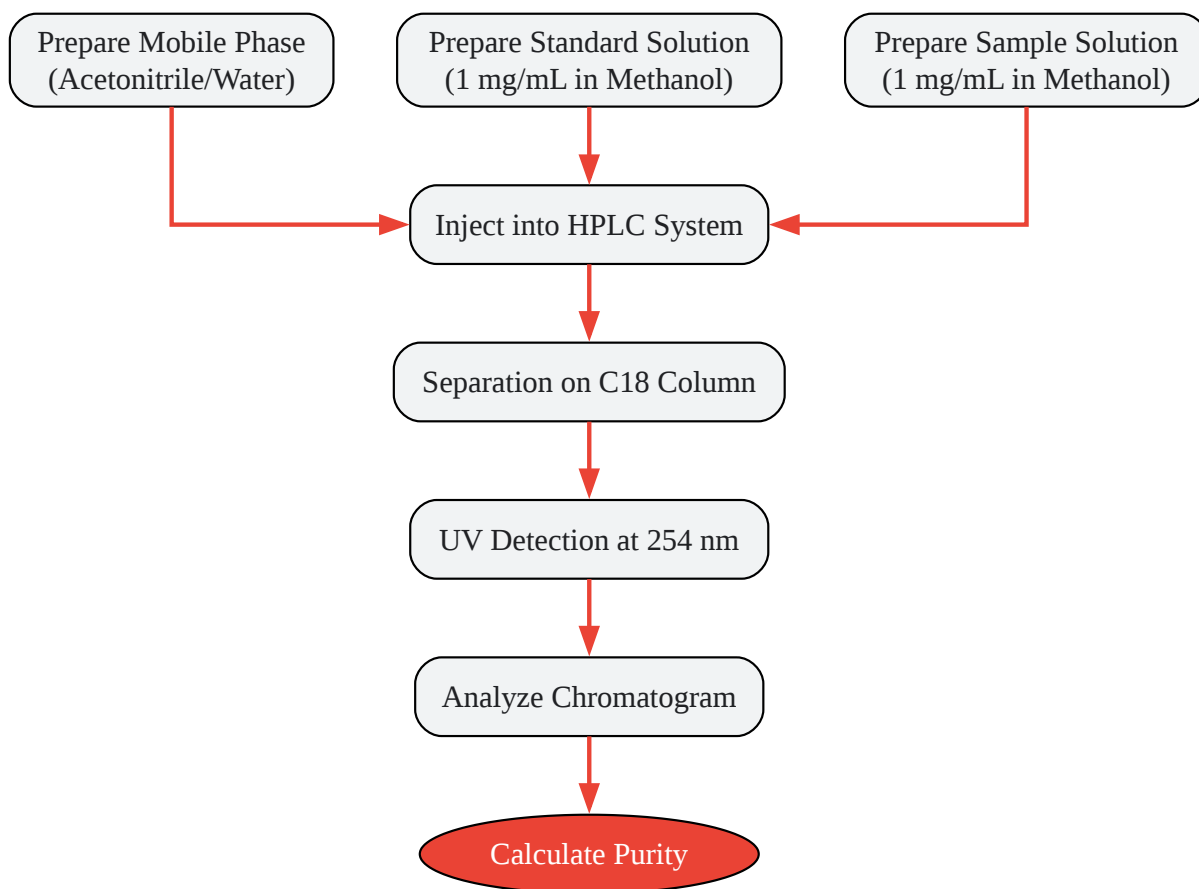 Prepare Mobile Phase
(Acetonitrile/Water)
Prepare Standard Solution
(1 mg/mL in Methanol)
Prepare Sample Solution
(1 mg/mL in Methanol)
Inject into HPLC System
Separation on C18 Column
UV Detection at 254 nm
Analyze Chromatogram
Calculate Purity